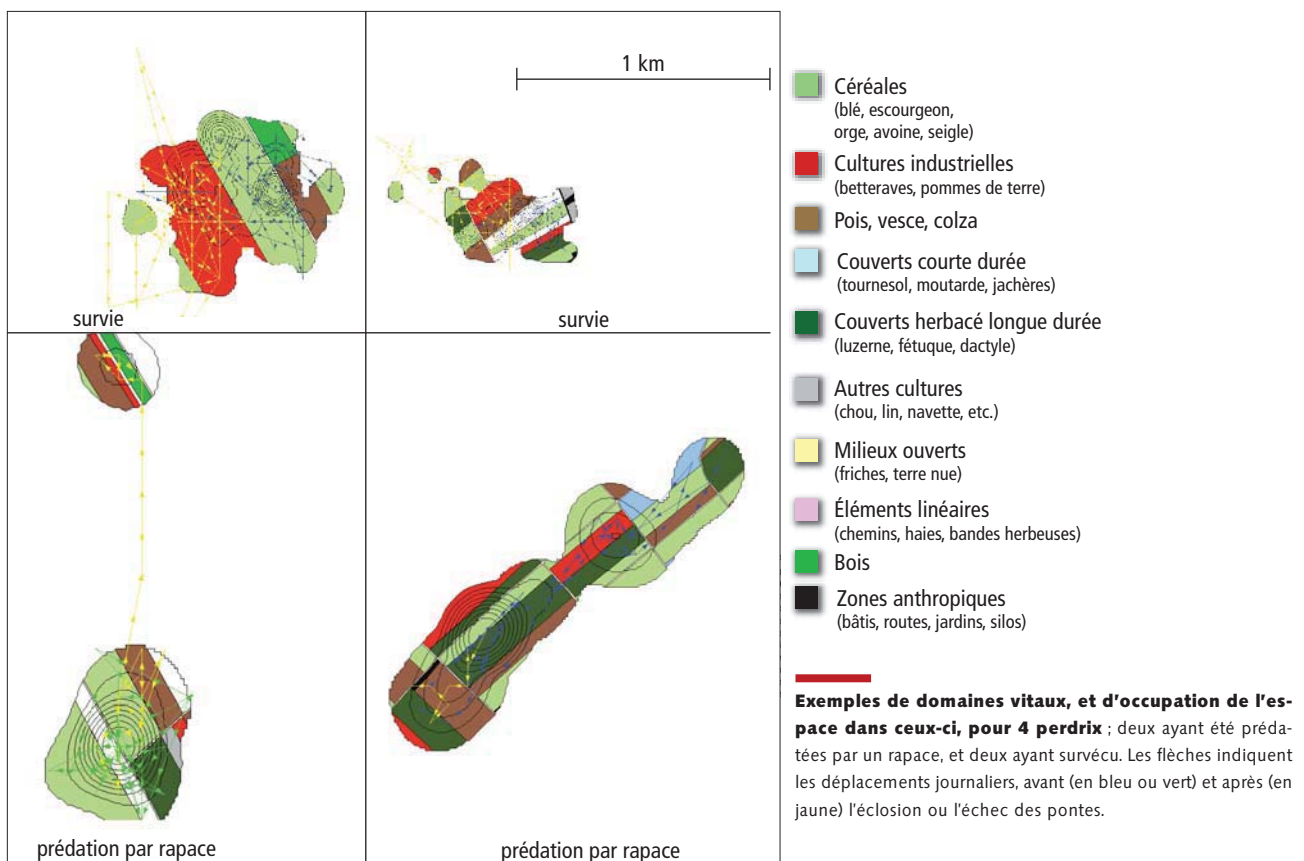 1 km
survie
survie
prédation par rapace
prédation par rapace
Céréales
(blé, escourgeon,
orge, avoine, seigle)
Cultures industrielles
(betteraves, pommes de terre)
Pois, vesce, colza
Couverts courte durée
(tournesol, moutarde, jachères)
Couverts herbacé longue durée
(luzerne, fétuque, dactyle)
Autres cultures
(chou, lin, navette, etc.)
Milieux ouverts
(friches, terre nue)
Éléments linéaires
(chemins, haies, bandes herbeuses)
Bois
Zones anthropiques
(bâtis, routes, jardins, silos)
Exemples de domaines vitaux, et d'occupation de l'es-
pace dans ceux-ci, pour 4 perdrix ; deux ayant été préda-
tées par un rapace, et deux ayant survécu. Les flèches indiquent
les déplacements journaliers, avant (en bleu ou vert) et après (en
jaune) l'éclosion ou l'échec des pontes.